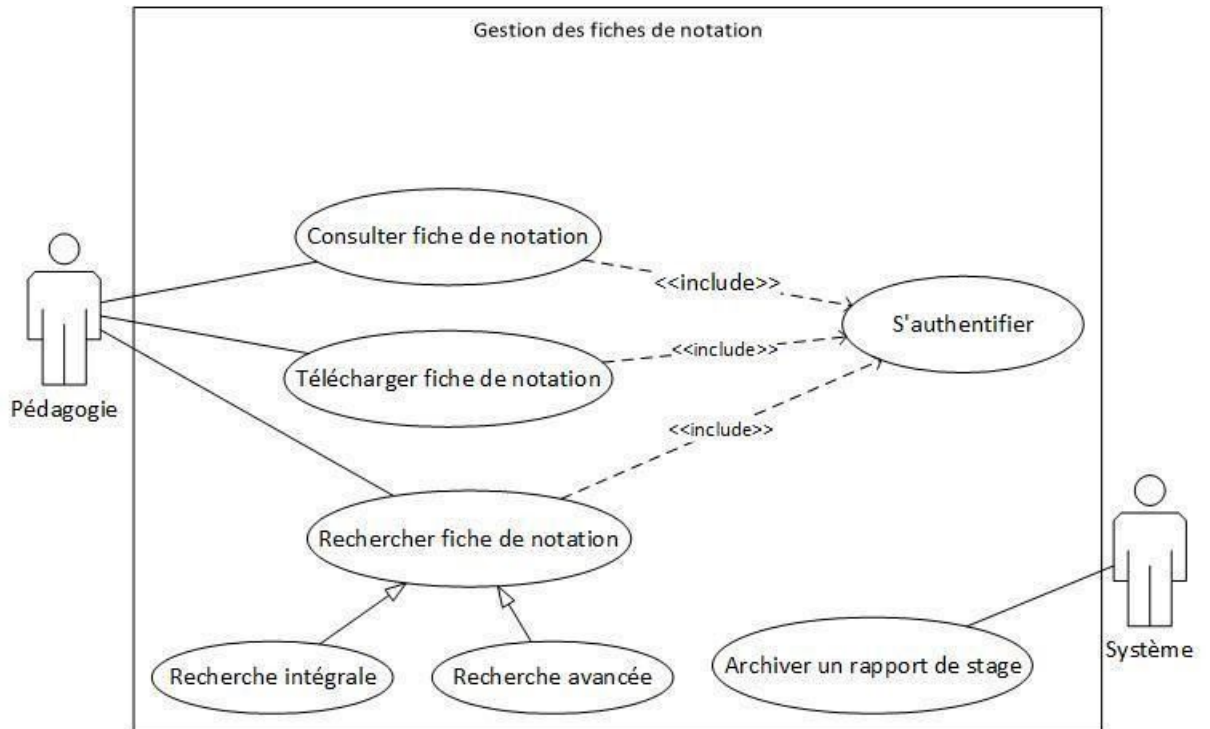 Gestion des fiches de notation
Consulter fiche de notation
<<include>>
S'authentifier
<<include>>
Télécharger fiche de notation
Pédagogie
<<include>>
Rechercher fiche de notation
Recherche intégrale
Recherche avancée
Archiver un rapport de stage
Système